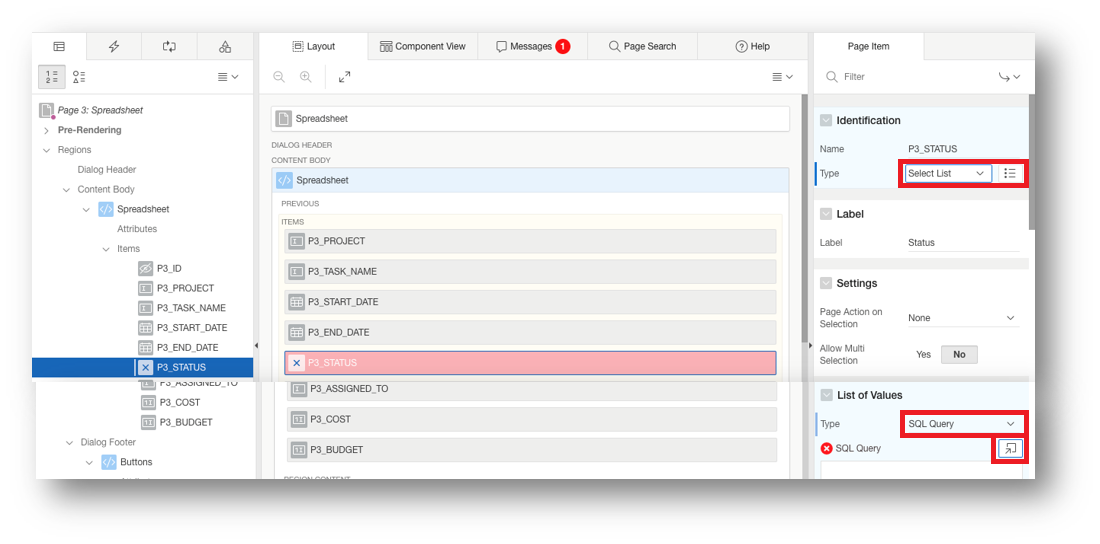 Layout
Component View
Messages 1
Page Search
Help
Page Item
Filter
Page 3: Spreadsheet
Pre-Rendering
Regions
Dialog Header
Content Body
Spreadsheet
Attributes
Items
P3_ID
P3_PROJECT
P3_TASK_NAME
P3_START_DATE
P3_END_DATE
P3_STATUS
P3_ASSIGNED_TO
P3_COST
P3_BUDGET
Dialog Footer
Buttons
Spreadsheet
DIALOG HEADER
CONTENT BODY
Spreadsheet
PREVIOUS
ITEMS
P3_PROJECT
P3_TASK_NAME
P3_START_DATE
P3_END_DATE
P3_STATUS
P3_ASSIGNED_TO
P3_COST
P3_BUDGET
REGION CONTENT
Identification
Name P3_STATUS
Type Select List
Label
Label Status
Settings
Page Action on
Selection None
Allow Multi
Selection Yes No
List of Values
Type SQL Query
SQL Query